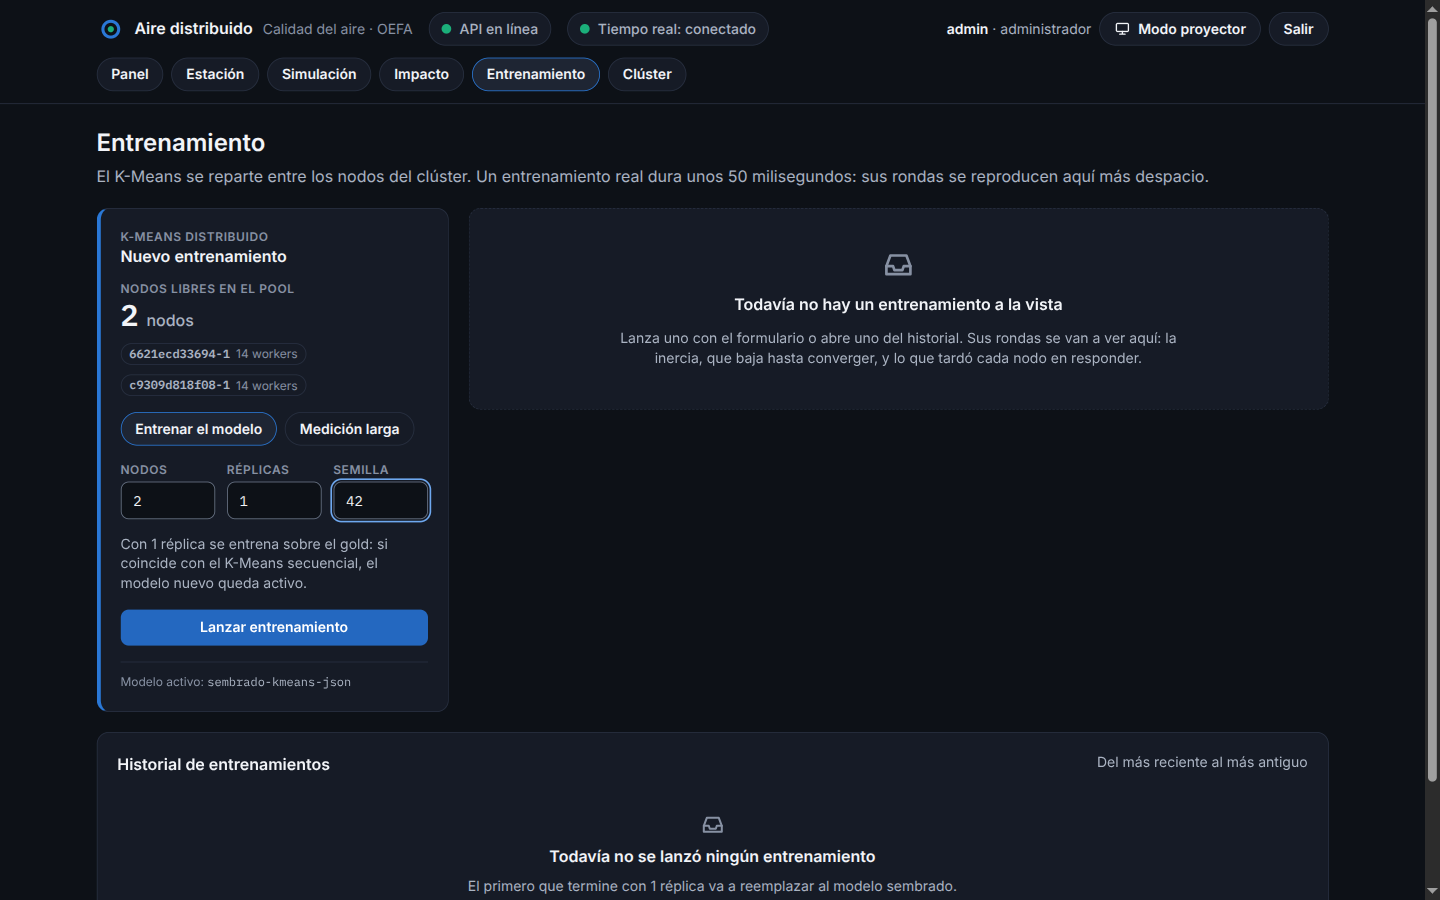 Aire distribuido Calidad del aire · OEFA API en línea Tiempo real: conectado admin · administrador Modo proyector Salir
Panel Estación Simulación Impacto Entrenamiento Clúster
Entrenamiento
El K-Means se reparte entre los nodos del clúster. Un entrenamiento real dura unos 50 milisegundos: sus rondas se reproducen aquí más despacio.
K-MEANS DISTRIBUIDO
Nuevo entrenamiento
NODOS LIBRES EN EL POOL
2 nodos
6621ecd33694-1 14 workers
c9309d818f08-1 14 workers
Entrenar el modelo Medición larga
NODOS RÉPLICAS SEMILLA
2 1 42
Con 1 réplica se entrena sobre el gold: si
coincide con el K-Means secuencial, el
modelo nuevo queda activo.
Lanzar entrenamiento
Modelo activo: sembrado-kmeans-json
Todavía no hay un entrenamiento a la vista
Lanza uno con el formulario o abre uno del historial. Sus rondas se van a ver aquí: la
inercia, que baja hasta converger, y lo que tardó cada nodo en responder.
Historial de entrenamientos Del más reciente al más antiguo
Todavía no se lanzó ningún entrenamiento
El primero que termine con 1 réplica va a reemplazar al modelo sembrado.